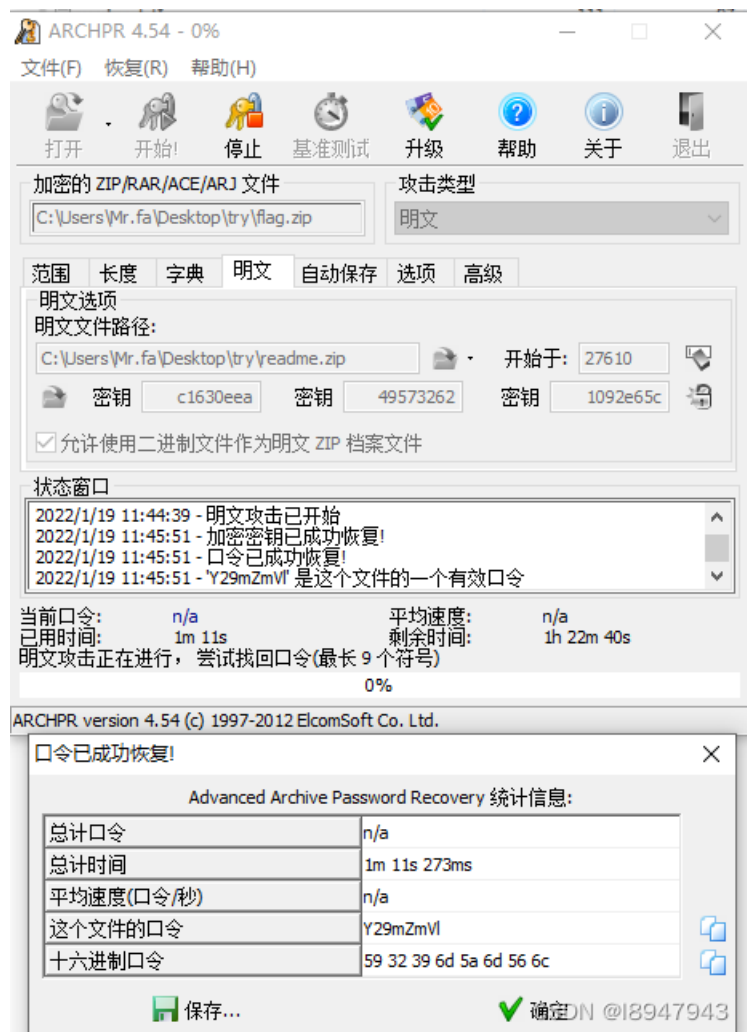 ARCHPR 4.54 - 0%
文件(F) 恢复(R) 帮助(H)
打开 开始! 停止 基准测试 升级 帮助 关于 退出
加密的 ZIP/RAR/ACE/ARJ 文件 攻击类型
C:\Users\Mr.fa\Desktop\try\flag.zip 明文
范围 长度 字典 明文 自动保存 选项 高级
明文选项
明文文件路径:
C:\Users\Mr.fa\Desktop\try\readme.zip 开始于: 27610
密钥 c1630eea 密钥 49573262 密钥 1092e65c
允许使用二进制文件作为明文 ZIP 档案文件
状态窗口
2022/1/19 11:44:39 - 明文攻击已开始
2022/1/19 11:45:51 - 加密密钥已成功恢复!
2022/1/19 11:45:51 - 口令已成功恢复!
2022/1/19 11:45:51 - 'Y29mZmVl' 是这个文件的一个有效口令
当前口令: n/a 平均速度: n/a
已用时间: 1m 11s 剩余时间: 1h 22m 40s
明文攻击正在进行，尝试找回口令(最长 9 个符号)
0%
ARCHPR version 4.54 (c) 1997-2012 ElcomSoft Co. Ltd.
口令已成功恢复!
Advanced Archive Password Recovery 统计信息:
总计口令 n/a
总计时间 1m 11s 273ms
平均速度(口令/秒) n/a
这个文件的口令 Y29mZmVl
十六进制口令 59 32 39 6d 5a 6d 56 6c
保存... 确定
DN @l8947943